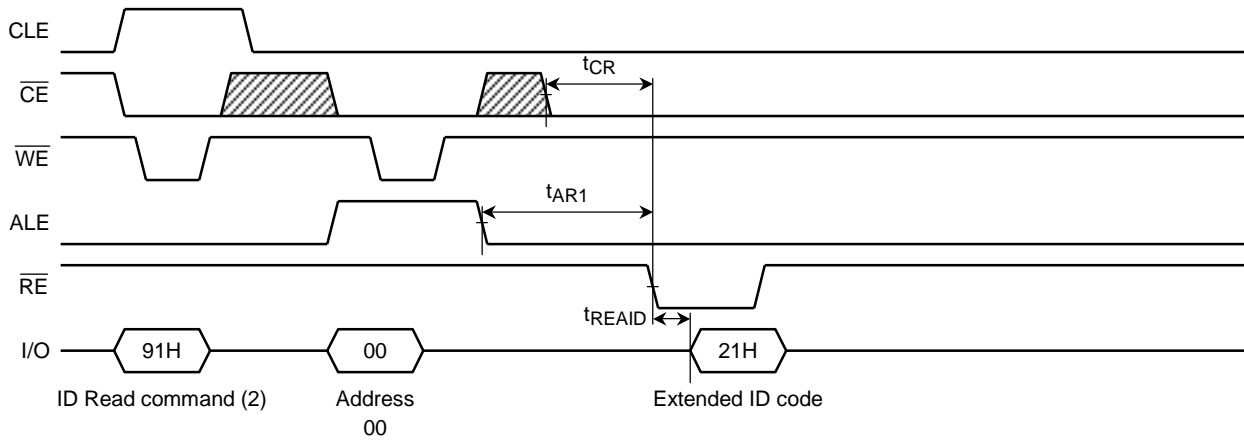 CLE
CE
tCR
WE
tAR1
ALE
RE
tREAID
I/O
91H
00
21H
ID Read command (2)
Address
Extended ID code
00